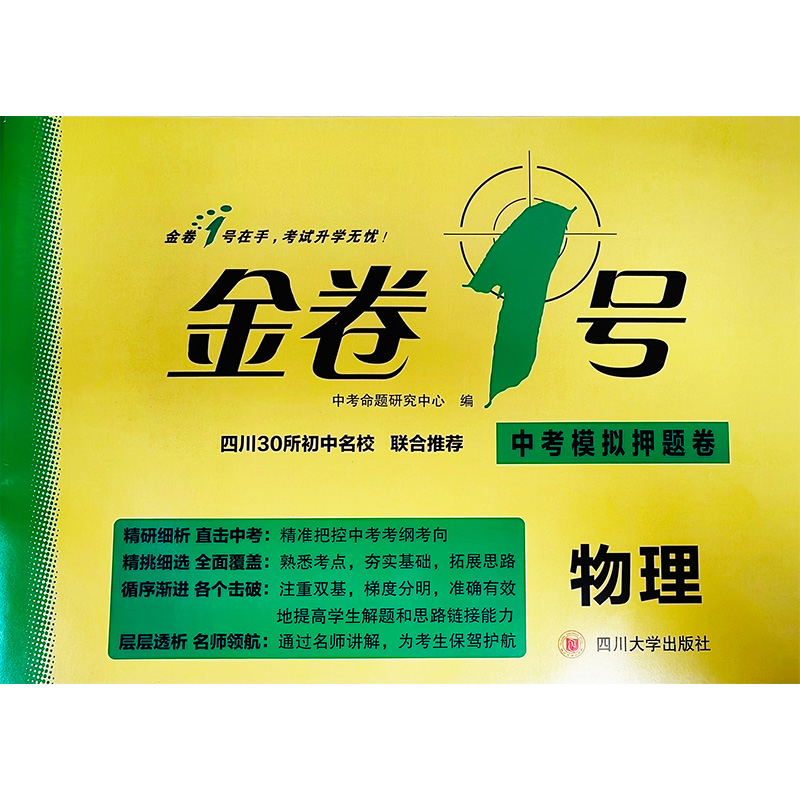 金卷1号在手，考试升学无忧！
金卷1号
中考命题研究中心 编
四川30所初中名校 联合推荐
中考模拟押题卷
精研细析 直击中考：精准把控中考考纲考向
精挑细选 全面覆盖：熟悉考点，夯实基础，拓展思路
循序渐进 各个击破：注重双基，梯度分明，准确有效
地提高学生解题和思路链接能力
层层透析 名师领航：通过名师讲解，为考生保驾护航
物理
四川大学出版社